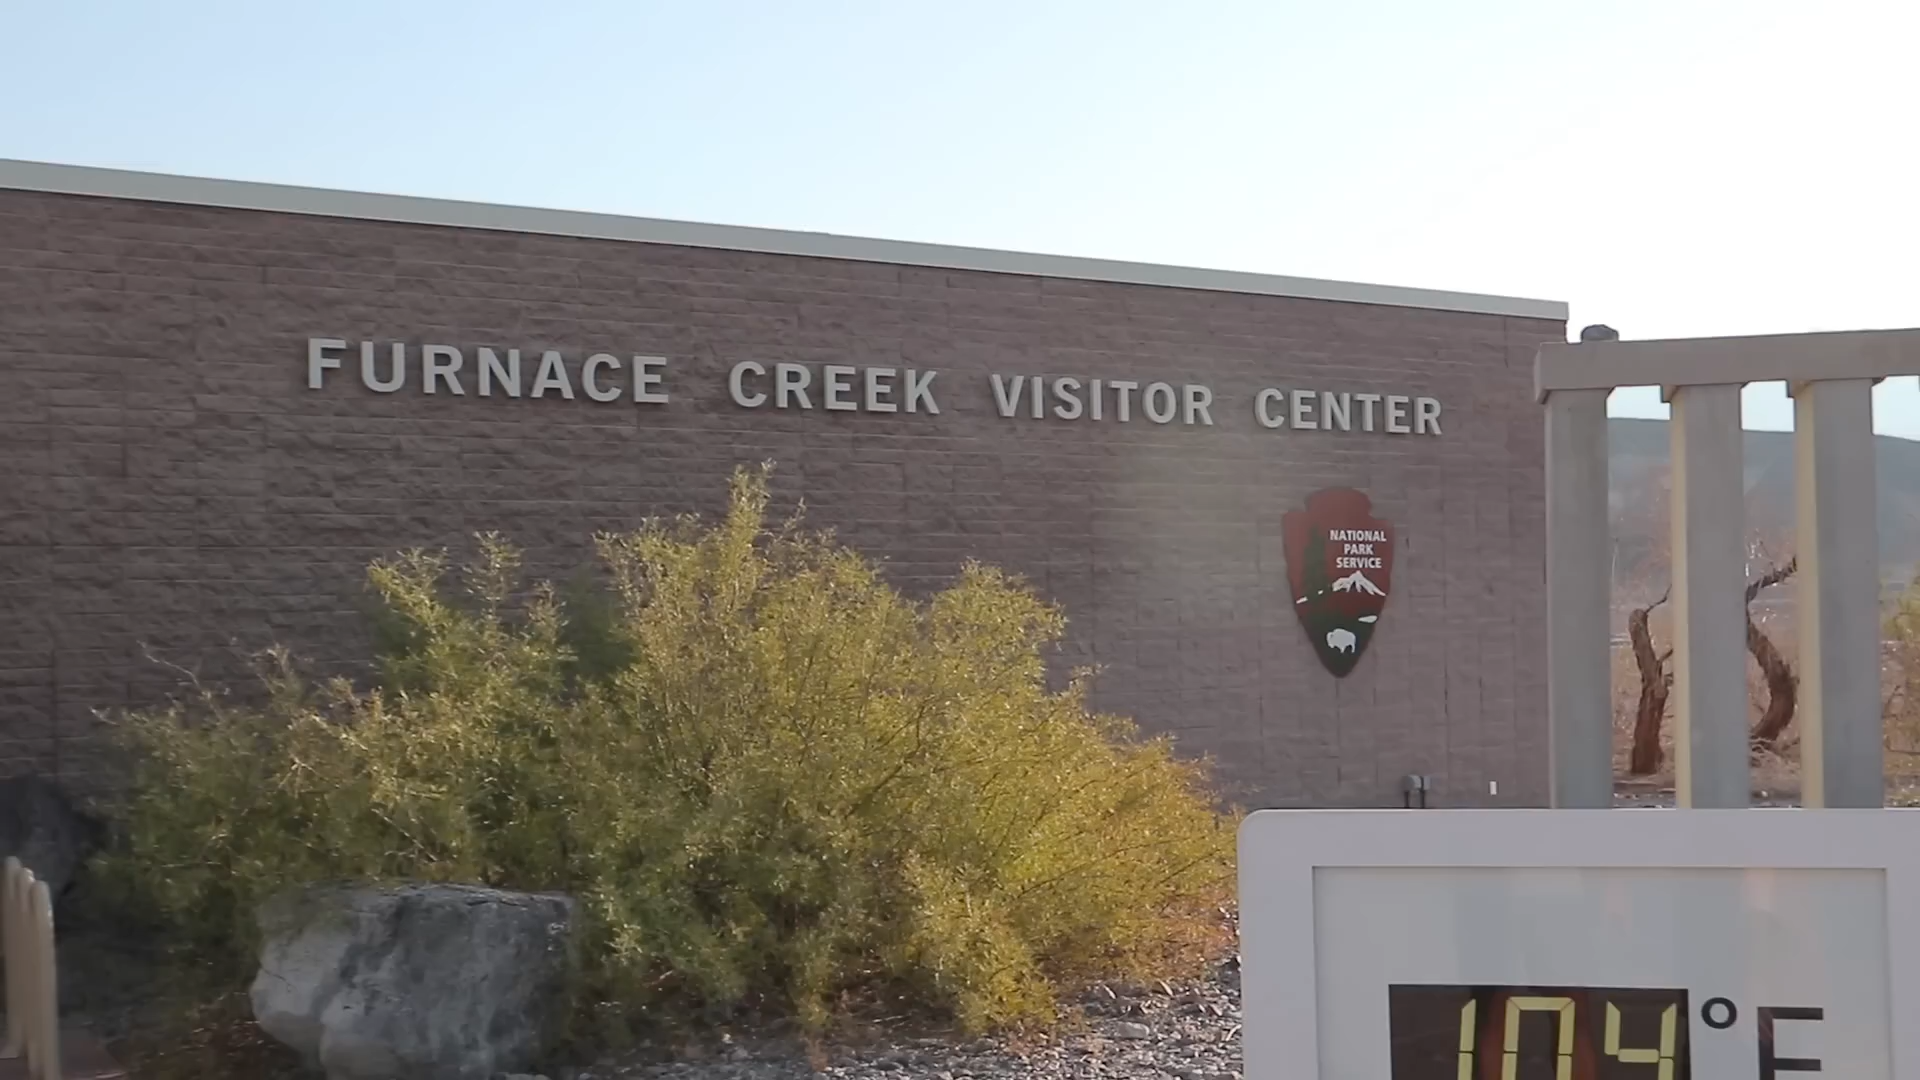 FURNACE CREEK VISITOR CENTER
NATIONAL
PARK
SERVICE
104°F